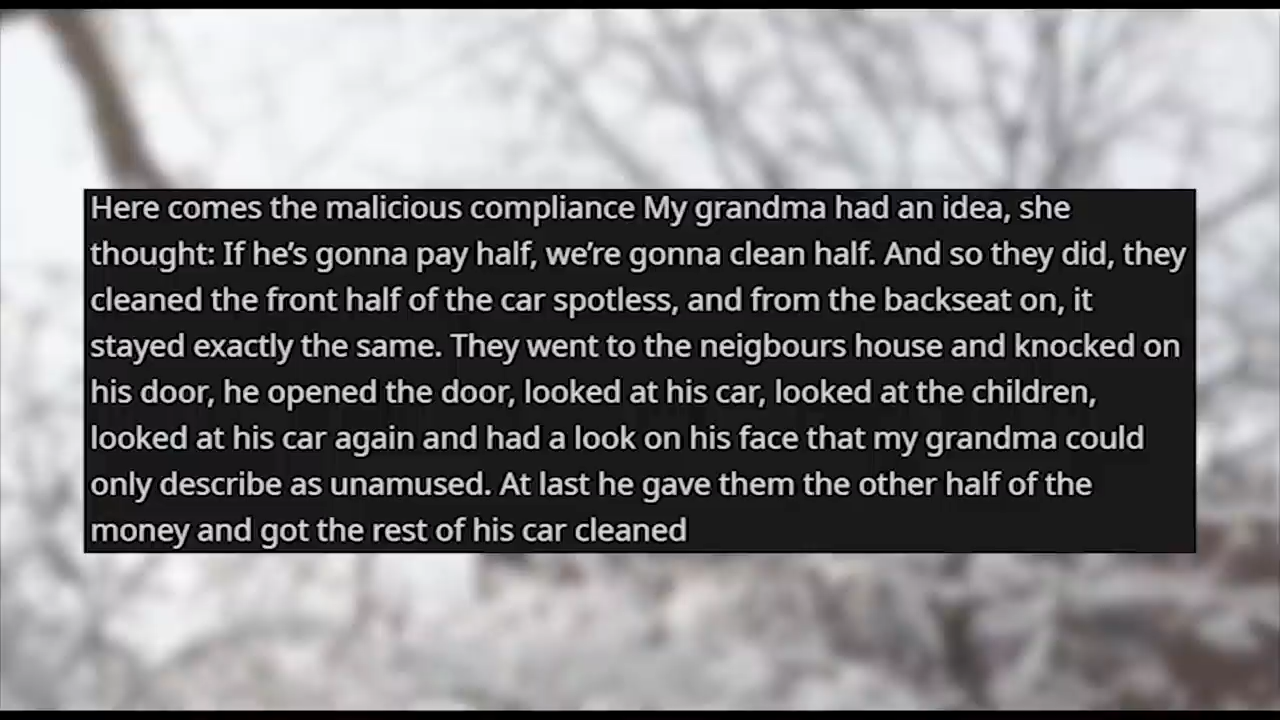 Here comes the malicious compliance My grandma had an idea, she
thought: If he’s gonna pay half, we’re gonna clean half. And so they did, they
cleaned the front half of the car spotless, and from the backseat on, it
stayed exactly the same. They went to the neigbours house and knocked on
his door, he opened the door, looked at his car, looked at the children,
looked at his car again and had a look on his face that my grandma could
only describe as unamused. At last he gave them the other half of the
money and got the rest of his car cleaned